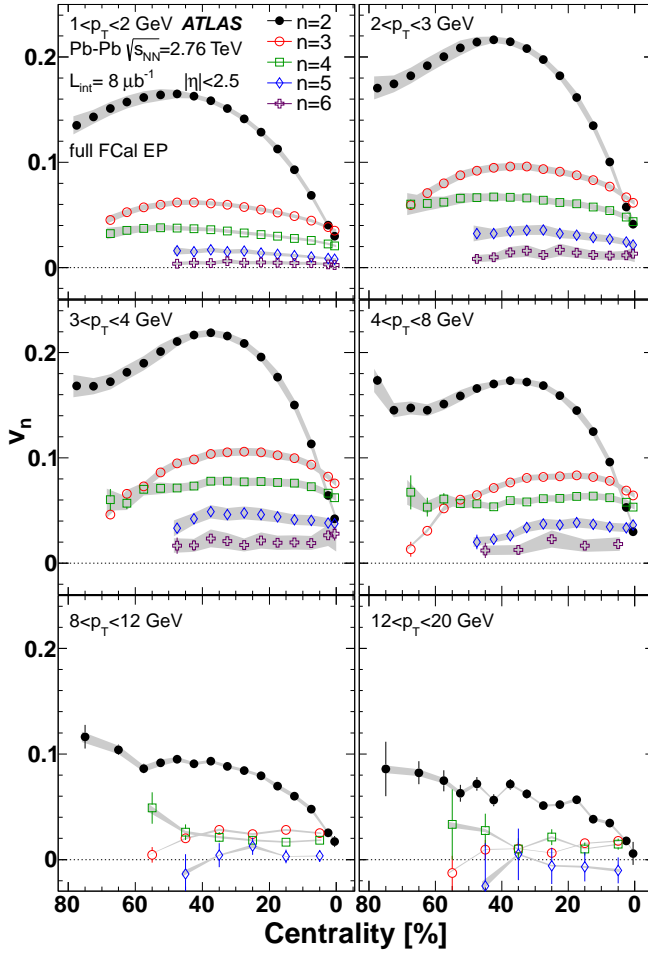 1<p_T<2 GeV ATLAS
Pb-Pb √s_NN=2.76 TeV
L_int= 8 μb⁻¹ |η|<2.5
full FCal EP
n=2
n=3
n=4
n=5
n=6
2<p_T<3 GeV
0.2
0.1
0
3<p_T<4 GeV
4<p_T<8 GeV
0.2
0.1
0
v_n
8<p_T<12 GeV
12<p_T<20 GeV
0.2
0.1
0
80 60 40 20 0 80 60 40 20 0
Centrality [%] Centrality [%]